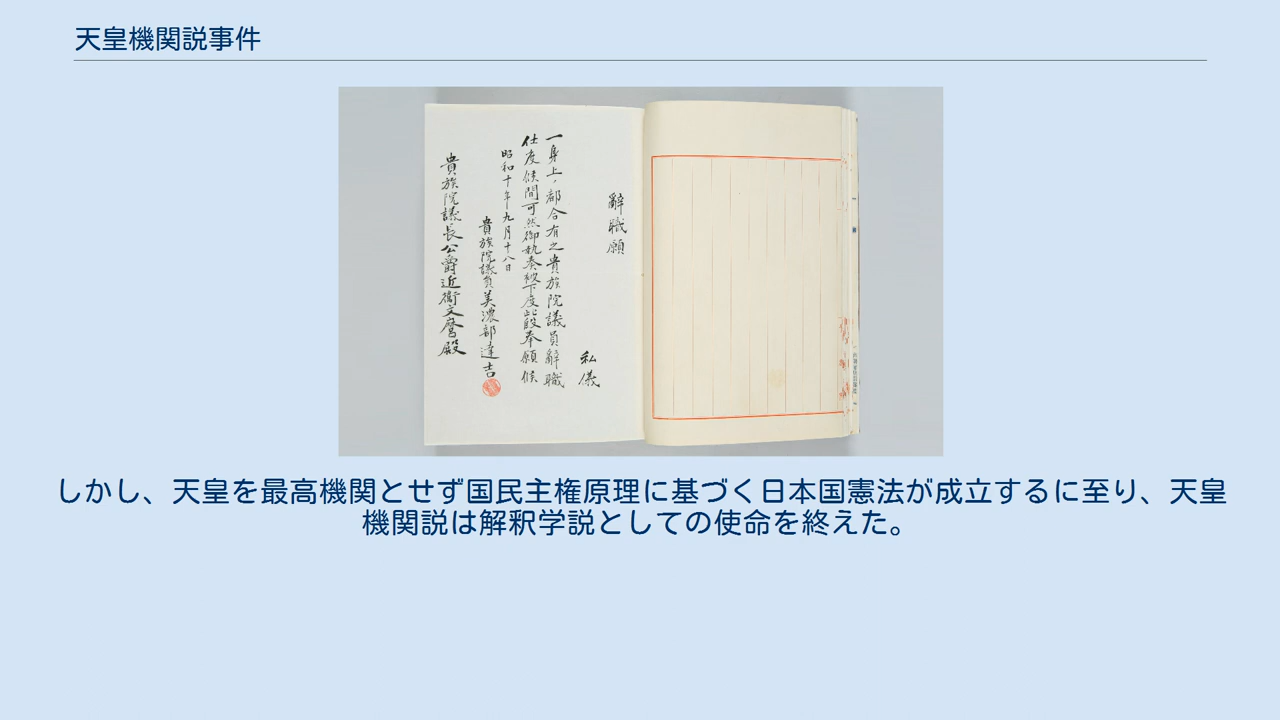 天皇機関説事件
辭職願
私儀
一身上ノ都合有之貴族院議員辭職
仕度候間可然御執奏被下度此段奉願候
昭和十年九月十八日
貴族院議員美濃部達吉
貴族院議長公爵近衞文麿殿
しかし、天皇を最高機関とせず国民主権原理に基づく日本国憲法が成立するに至り、天皇
機関説は解釈学説としての使命を終えた。